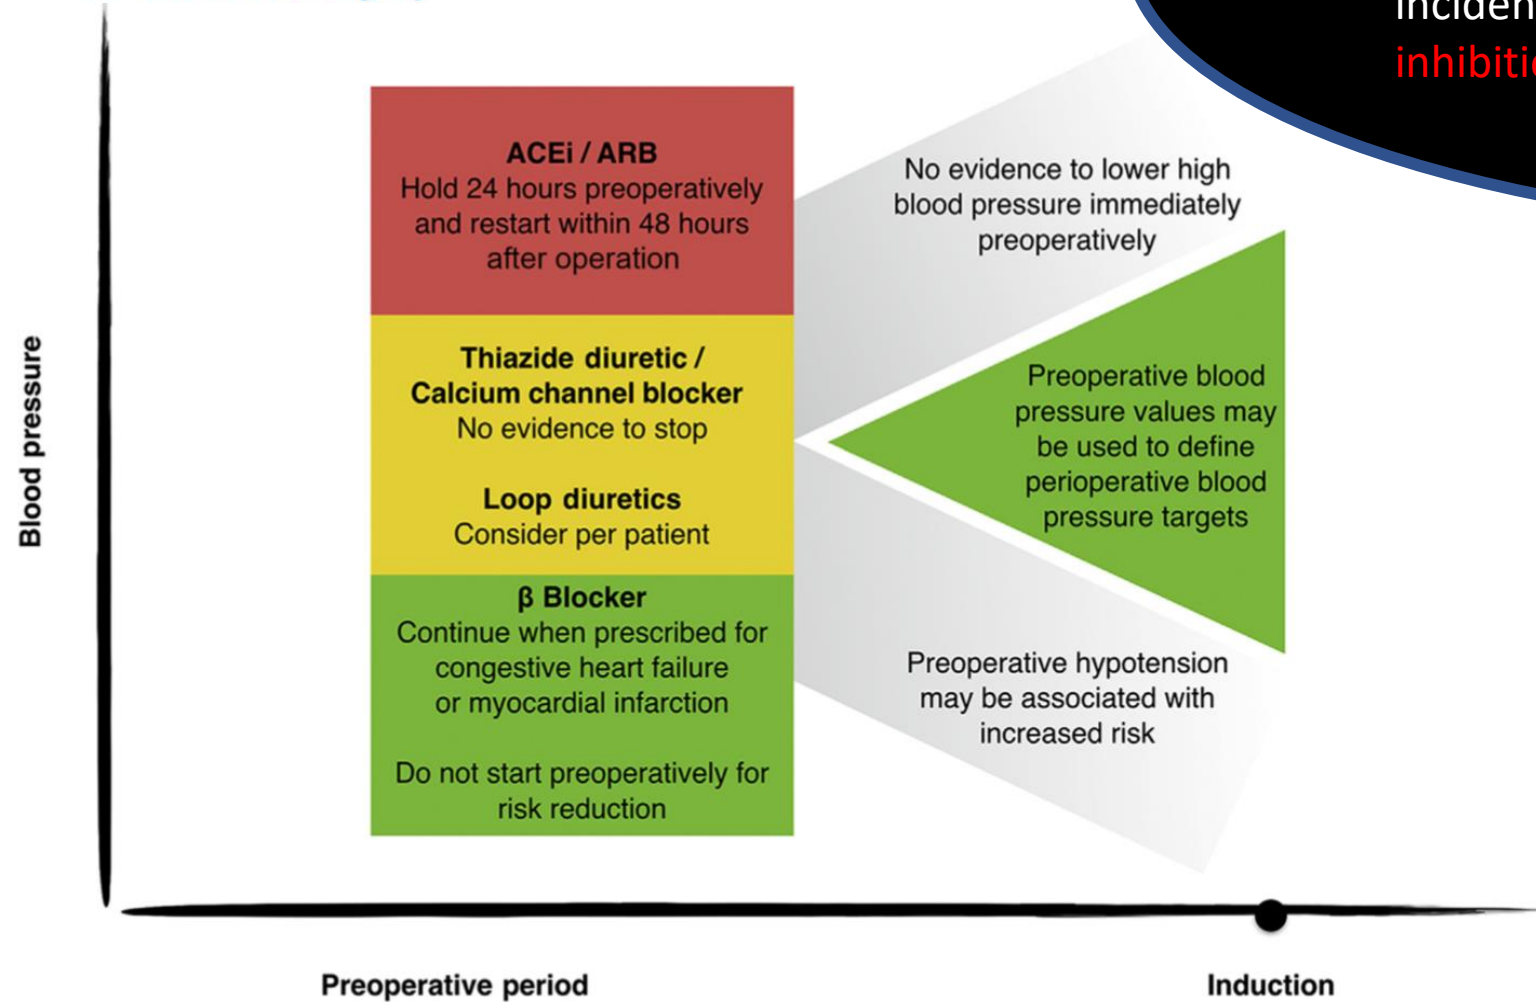 inhibiti
ACEi / ARB
Hold 24 hours preoperatively
and restart within 48 hours
after operation
Thiazide diuretic /
Calcium channel blocker
No evidence to stop
Loop diuretics
Consider per patient
β Blocker
Continue when prescribed for
congestive heart failure
or myocardial infarction
Do not start preoperatively for
risk reduction
No evidence to lower high
blood pressure immediately
preoperatively
Preoperative blood
pressure values may
be used to define
perioperative blood
pressure targets
Preoperative hypotension
may be associated with
increased risk
Blood pressure
Preoperative period
Induction